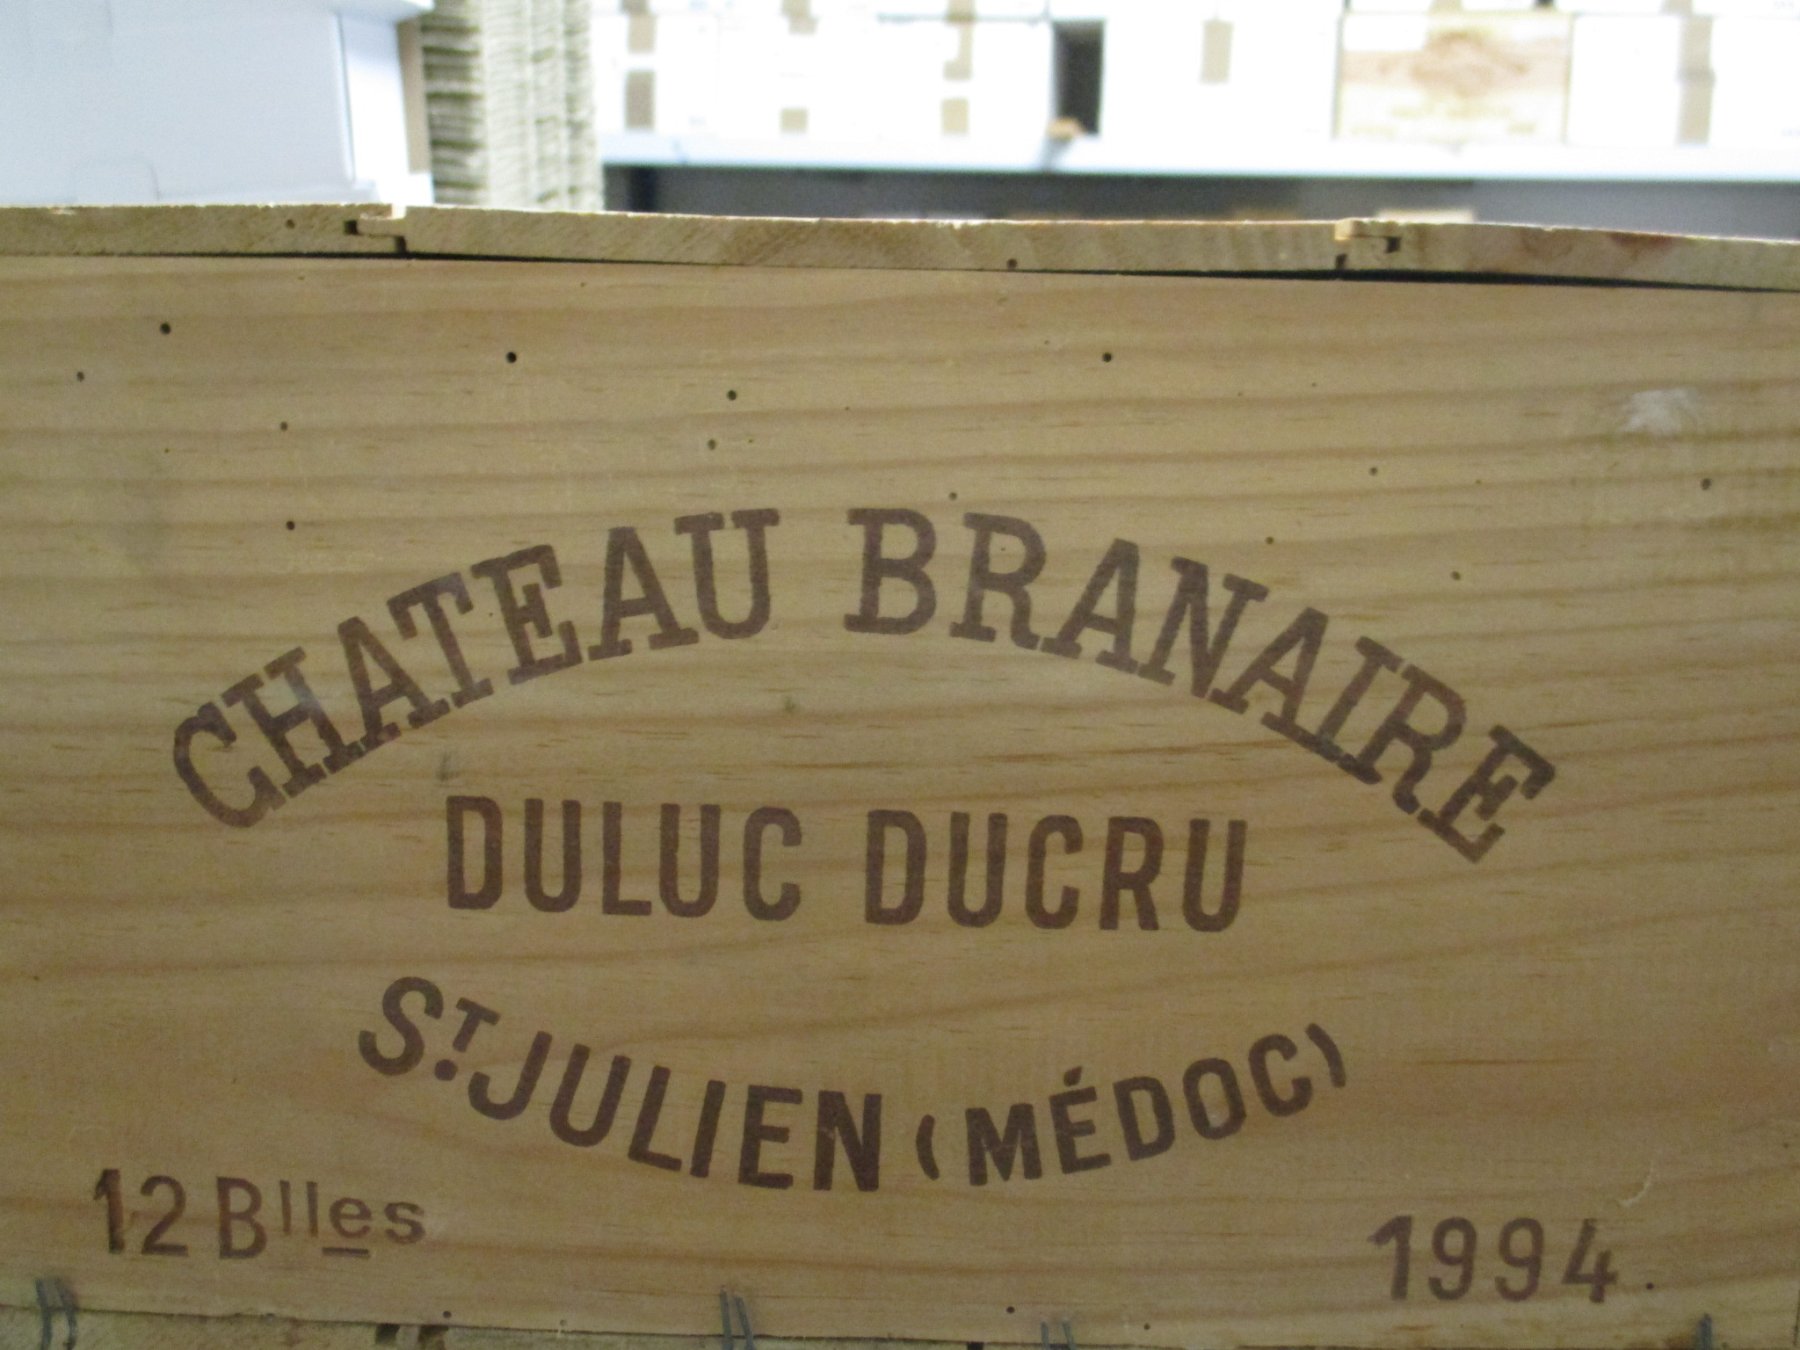 CHATEAU BRANAIRE
DULUC DUCRU
ST. JULIEN (MÉDOC)
12 Blles
1994.